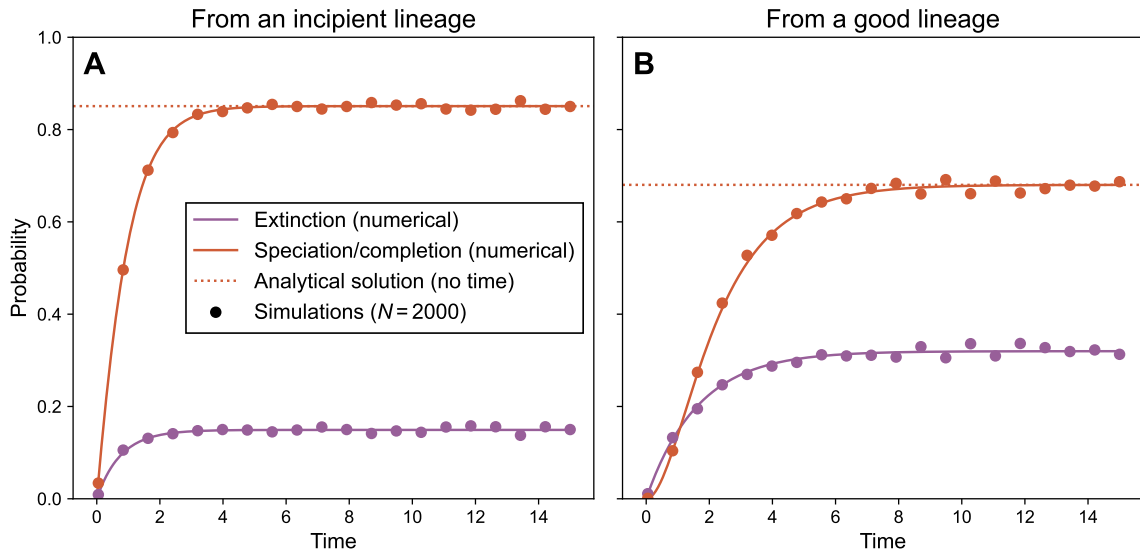 From an incipient lineage
From a good lineage
A
B
1.0
0.8
0.6
0.4
0.2
0.0
Probability
Extinction (numerical)
Speciation/completion (numerical)
Analytical solution (no time)
Simulations (N = 2000)
0 2 4 6 8 10 12 14
0 2 4 6 8 10 12 14
Time
Time